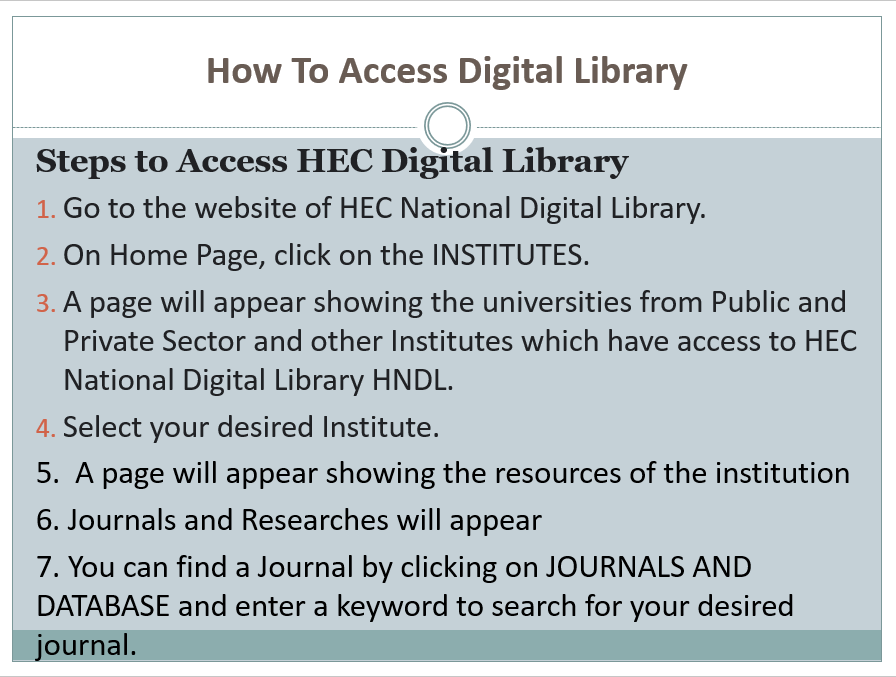 How To Access Digital Library
Steps to Access HEC Digital Library
1. Go to the website of HEC National Digital Library.
2. On Home Page, click on the INSTITUTES.
3. A page will appear showing the universities from Public and
Private Sector and other Institutes which have access to HEC
National Digital Library HNDL.
4. Select your desired Institute.
5.  A page will appear showing the resources of the institution
6. Journals and Researches will appear
7. You can find a Journal by clicking on JOURNALS AND
DATABASE and enter a keyword to search for your desired
journal.